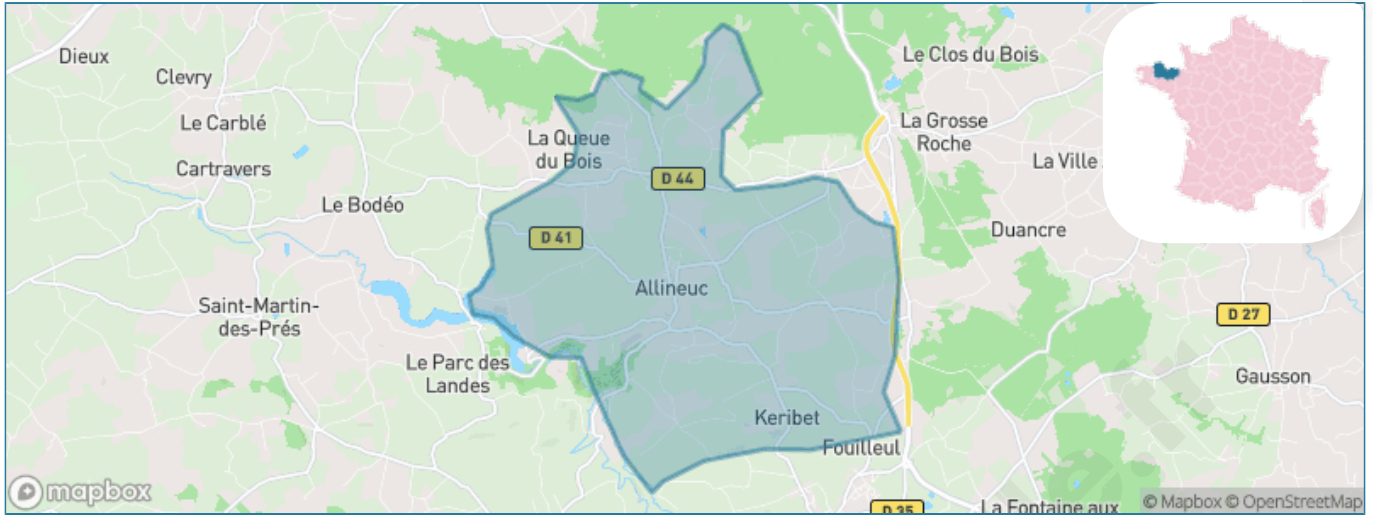 Dieux
Clevry
Le Clos du Bois
Le Carblé
La Grosse
Roche
La Queue
du Bois
La Ville
Cartravers
D 44
Le Bodéo
Duancre
D 41
Allineuc
Saint-Martin-
des-Prés
D 27
Le Parc des
Landes
Gausson
Keribet
Fouilleul
mapbox
D 35
La Fontaine aux
© Mapbox © OpenStreetMap